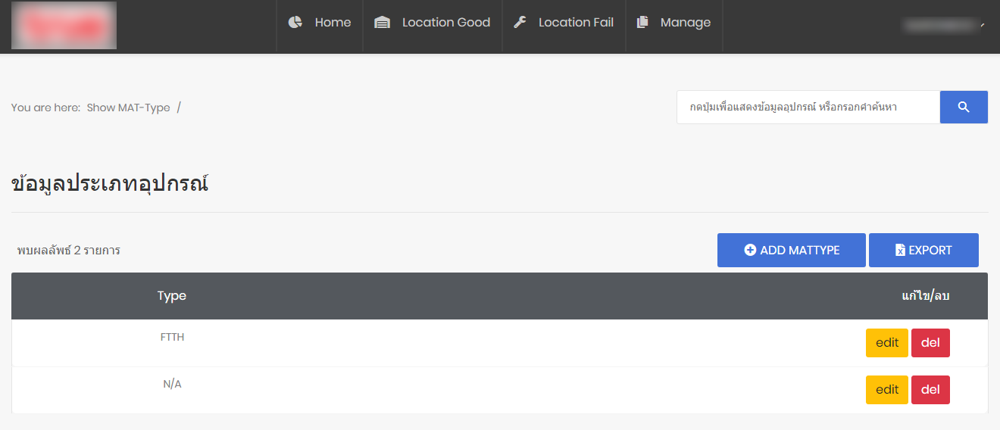 Home Location Good Location Fail Manage
You are here: Show MAT-Type /
กดปุ่มเพื่อแสดงข้อมูลอุปกรณ์ หรือกรอกคำค้นหา
ข้อมูลประเภทอุปกรณ์
พบผลลัพธ์ 2 รายการ
ADD MATTYPE EXPORT
Type แก้ไข/ลบ
FTTH edit del
N/A edit del